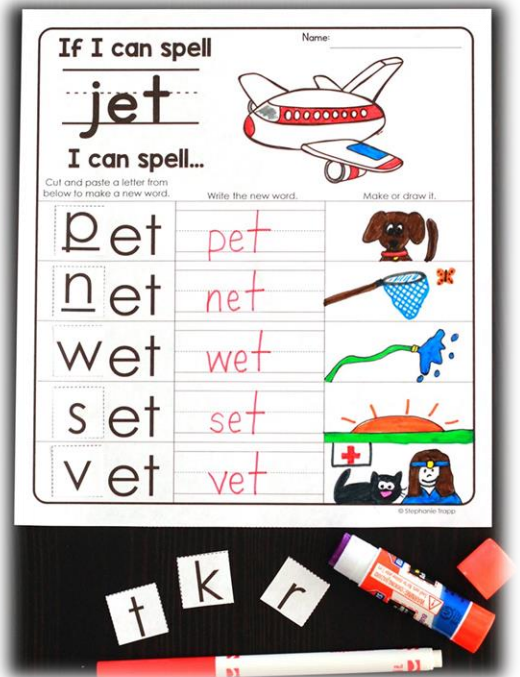 If I can spell
Name:
jet
I can spell...
Cut and paste a letter from
below to make a new word.
Write the new word.
Make or draw it.
pet
pet
net
net
wet
wet
set
set
vet
vet
© Stephanie Trapp
t
k
r